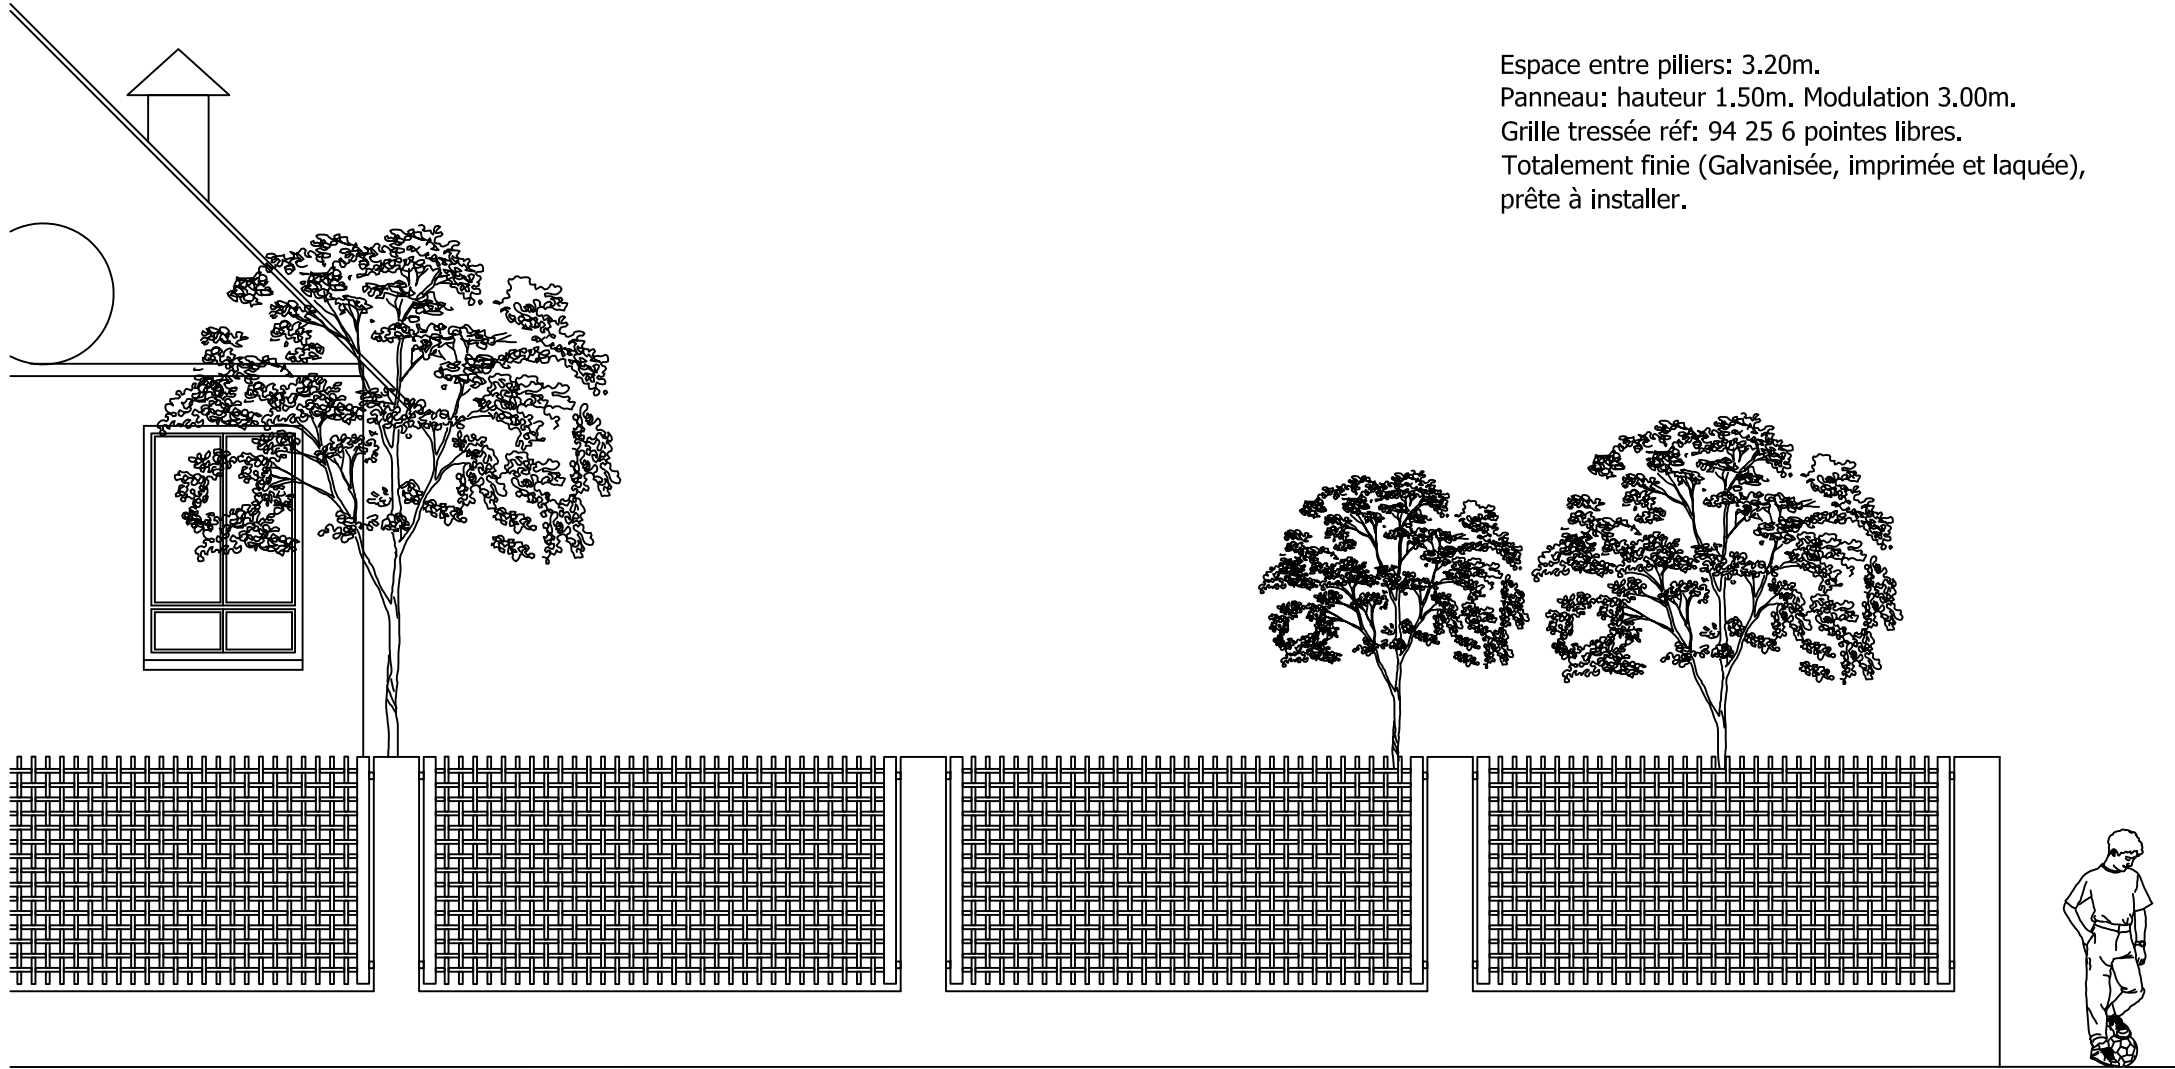 Espace entre piliers: 3.20m.
Panneau: hauteur 1.50m. Modulation 3.00m.
Grille tressée réf: 94 25 6 pointes libres.
Totalement finie (Galvanisée, imprimée et laquée),
prête à installer.